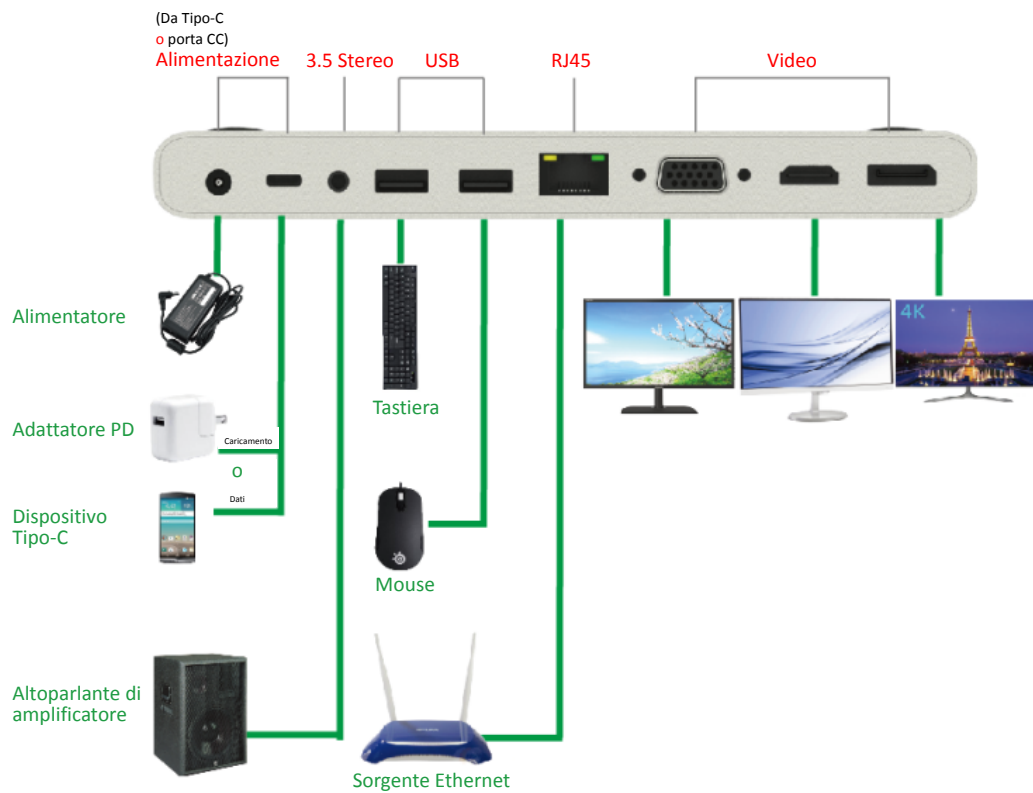 (Da Tipo-C
o porta CC)
Alimentazione
3.5 Stereo
USB
RJ45
Video
Alimentatore
4K
Tastiera
Adattatore PD
Caricamento
O
Dati
Dispositivo
Tipo-C
Mouse
Altoparlante di
amplificatore
Sorgente Ethernet